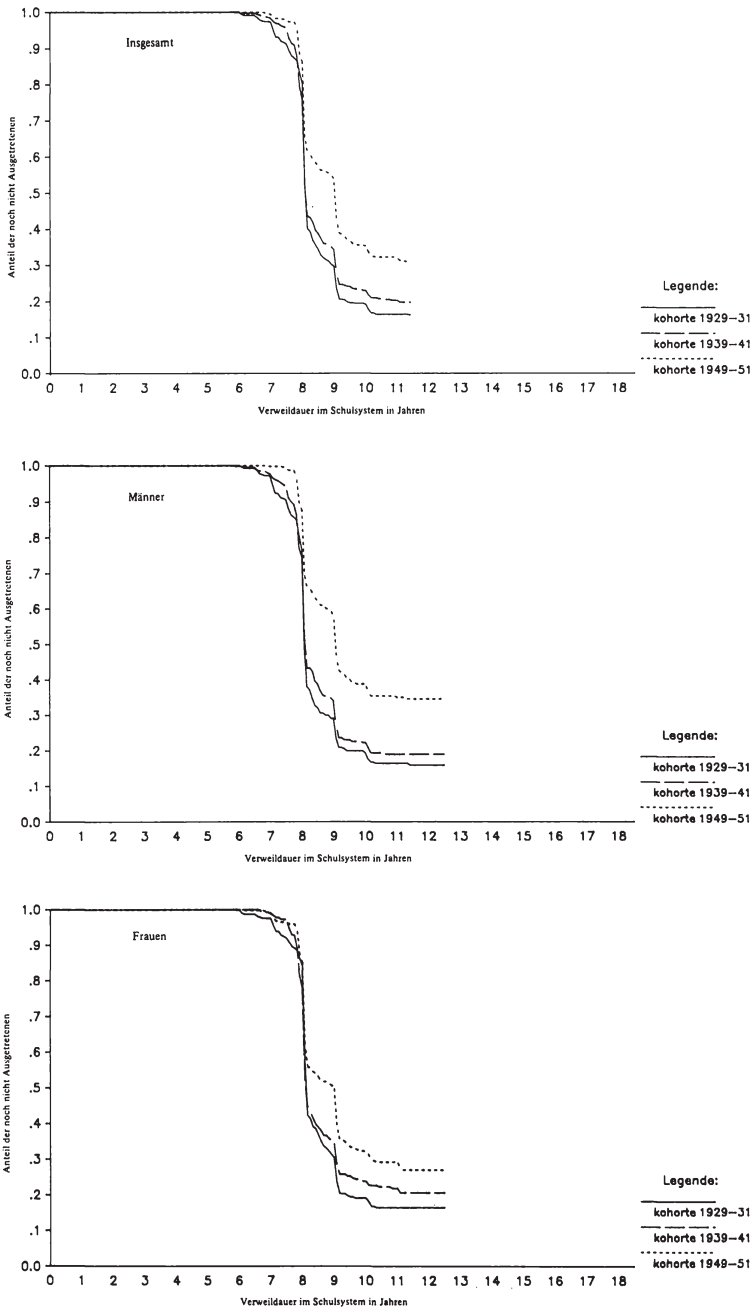 1.0
Insgesamt
.9
.8
.7
.6
.5
.4
.3
.2
.1
0.0
Anteil der noch nicht Ausgetretenen
0 1 2 3 4 5 6 7 8 9 10 11 12 13 14 15 16 17 18
Verweildauer im Schulsystem in Jahren
Legende:
kohorte 1929–31
kohorte 1939–41
kohorte 1949–51
1.0
Männer
.9
.8
.7
.6
.5
.4
.3
.2
.1
0.0
Anteil der noch nicht Ausgetretenen
0 1 2 3 4 5 6 7 8 9 10 11 12 13 14 15 16 17 18
Verweildauer im Schulsystem in Jahren
Legende:
kohorte 1929–31
kohorte 1939–41
kohorte 1949–51
1.0
Frauen
.9
.8
.7
.6
.5
.4
.3
.2
.1
0.0
Anteil der noch nicht Ausgetretenen
0 1 2 3 4 5 6 7 8 9 10 11 12 13 14 15 16 17 18
Verweildauer im Schulsystem in Jahren
Legende:
kohorte 1929–31
kohorte 1939–41
kohorte 1949–51